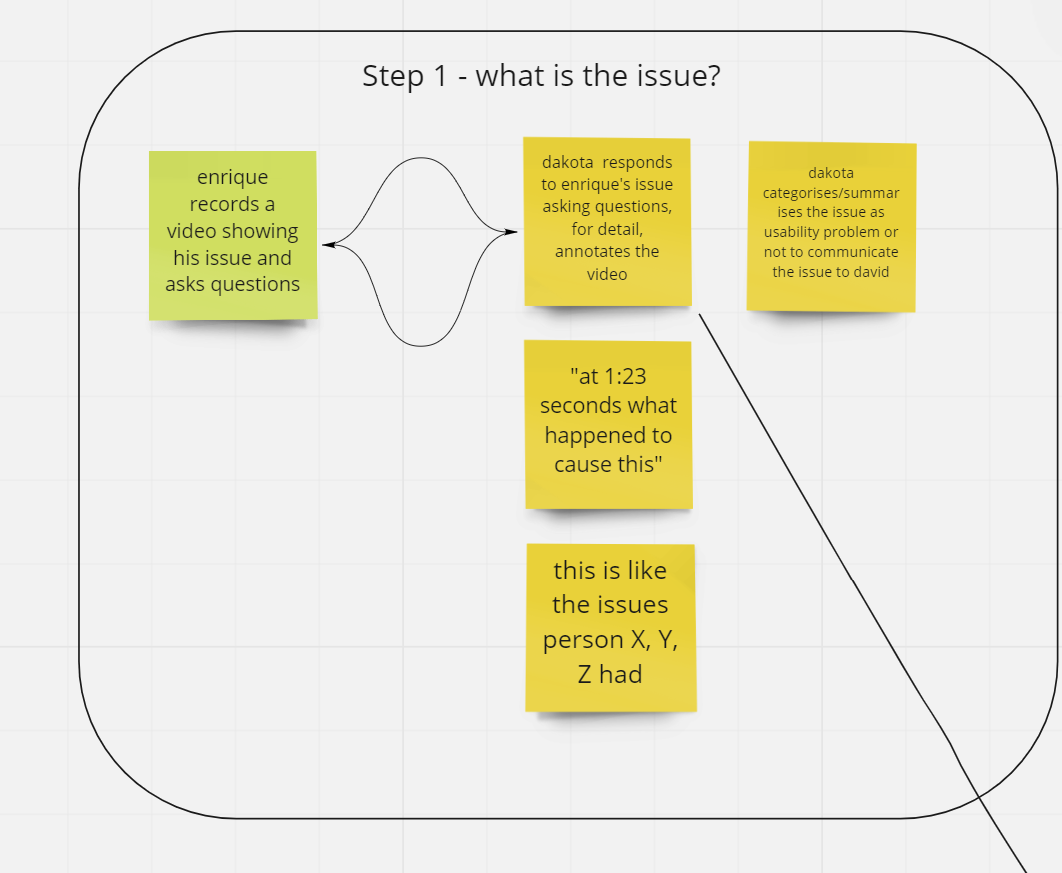 Step 1 - what is the issue?
enrique
records a
video showing
his issue and
asks questions
dakota  responds
to enrique's issue
asking questions,
for detail,
annotates the
video
dakota
categorises/summar
ises the issue as
usability problem or
not to communicate
the issue to david
"at 1:23
seconds what
happened to
cause this"
this is like
the issues
person X, Y,
Z had